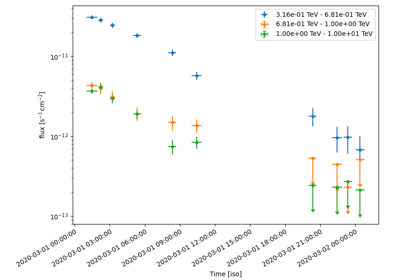 3.16e-01 TeV - 6.81e-01 TeV
6.81e-01 TeV - 1.00e+00 TeV
1.00e+00 TeV - 1.00e+01 TeV
10⁻¹¹
10⁻¹²
10⁻¹³
flux [s⁻¹ cm⁻²]
2020-03-01 00:00:00
2020-03-01 03:00:00
2020-03-01 06:00:00
2020-03-01 09:00:00
2020-03-01 12:00:00
2020-03-01 15:00:00
2020-03-01 18:00:00
2020-03-01 21:00:00
2020-03-02 00:00:00
Time [iso]